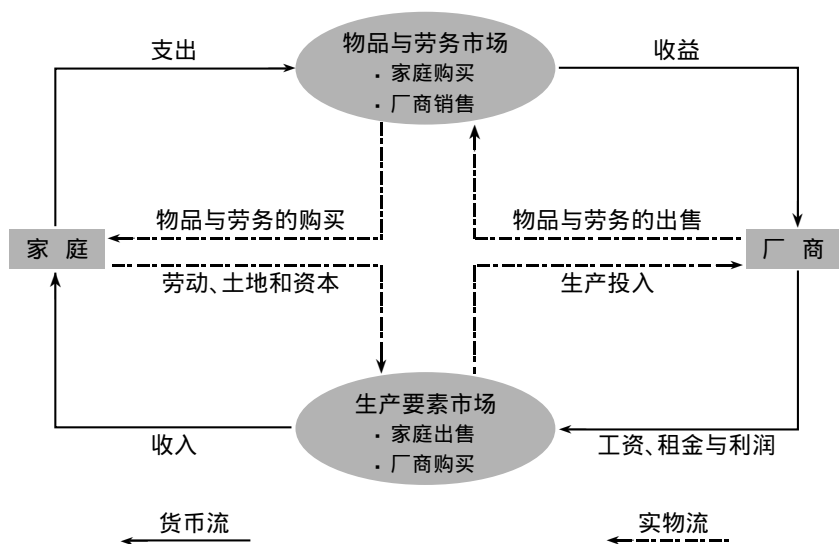 支出
物品与劳务市场
收益
· 家庭购买
· 厂商销售
物品与劳务的购买
物品与劳务的出售
家 庭
厂 商
劳动、土地和资本
生产投入
生产要素市场
· 家庭出售
· 厂商购买
收入
工资、租金与利润
货币流
实物流